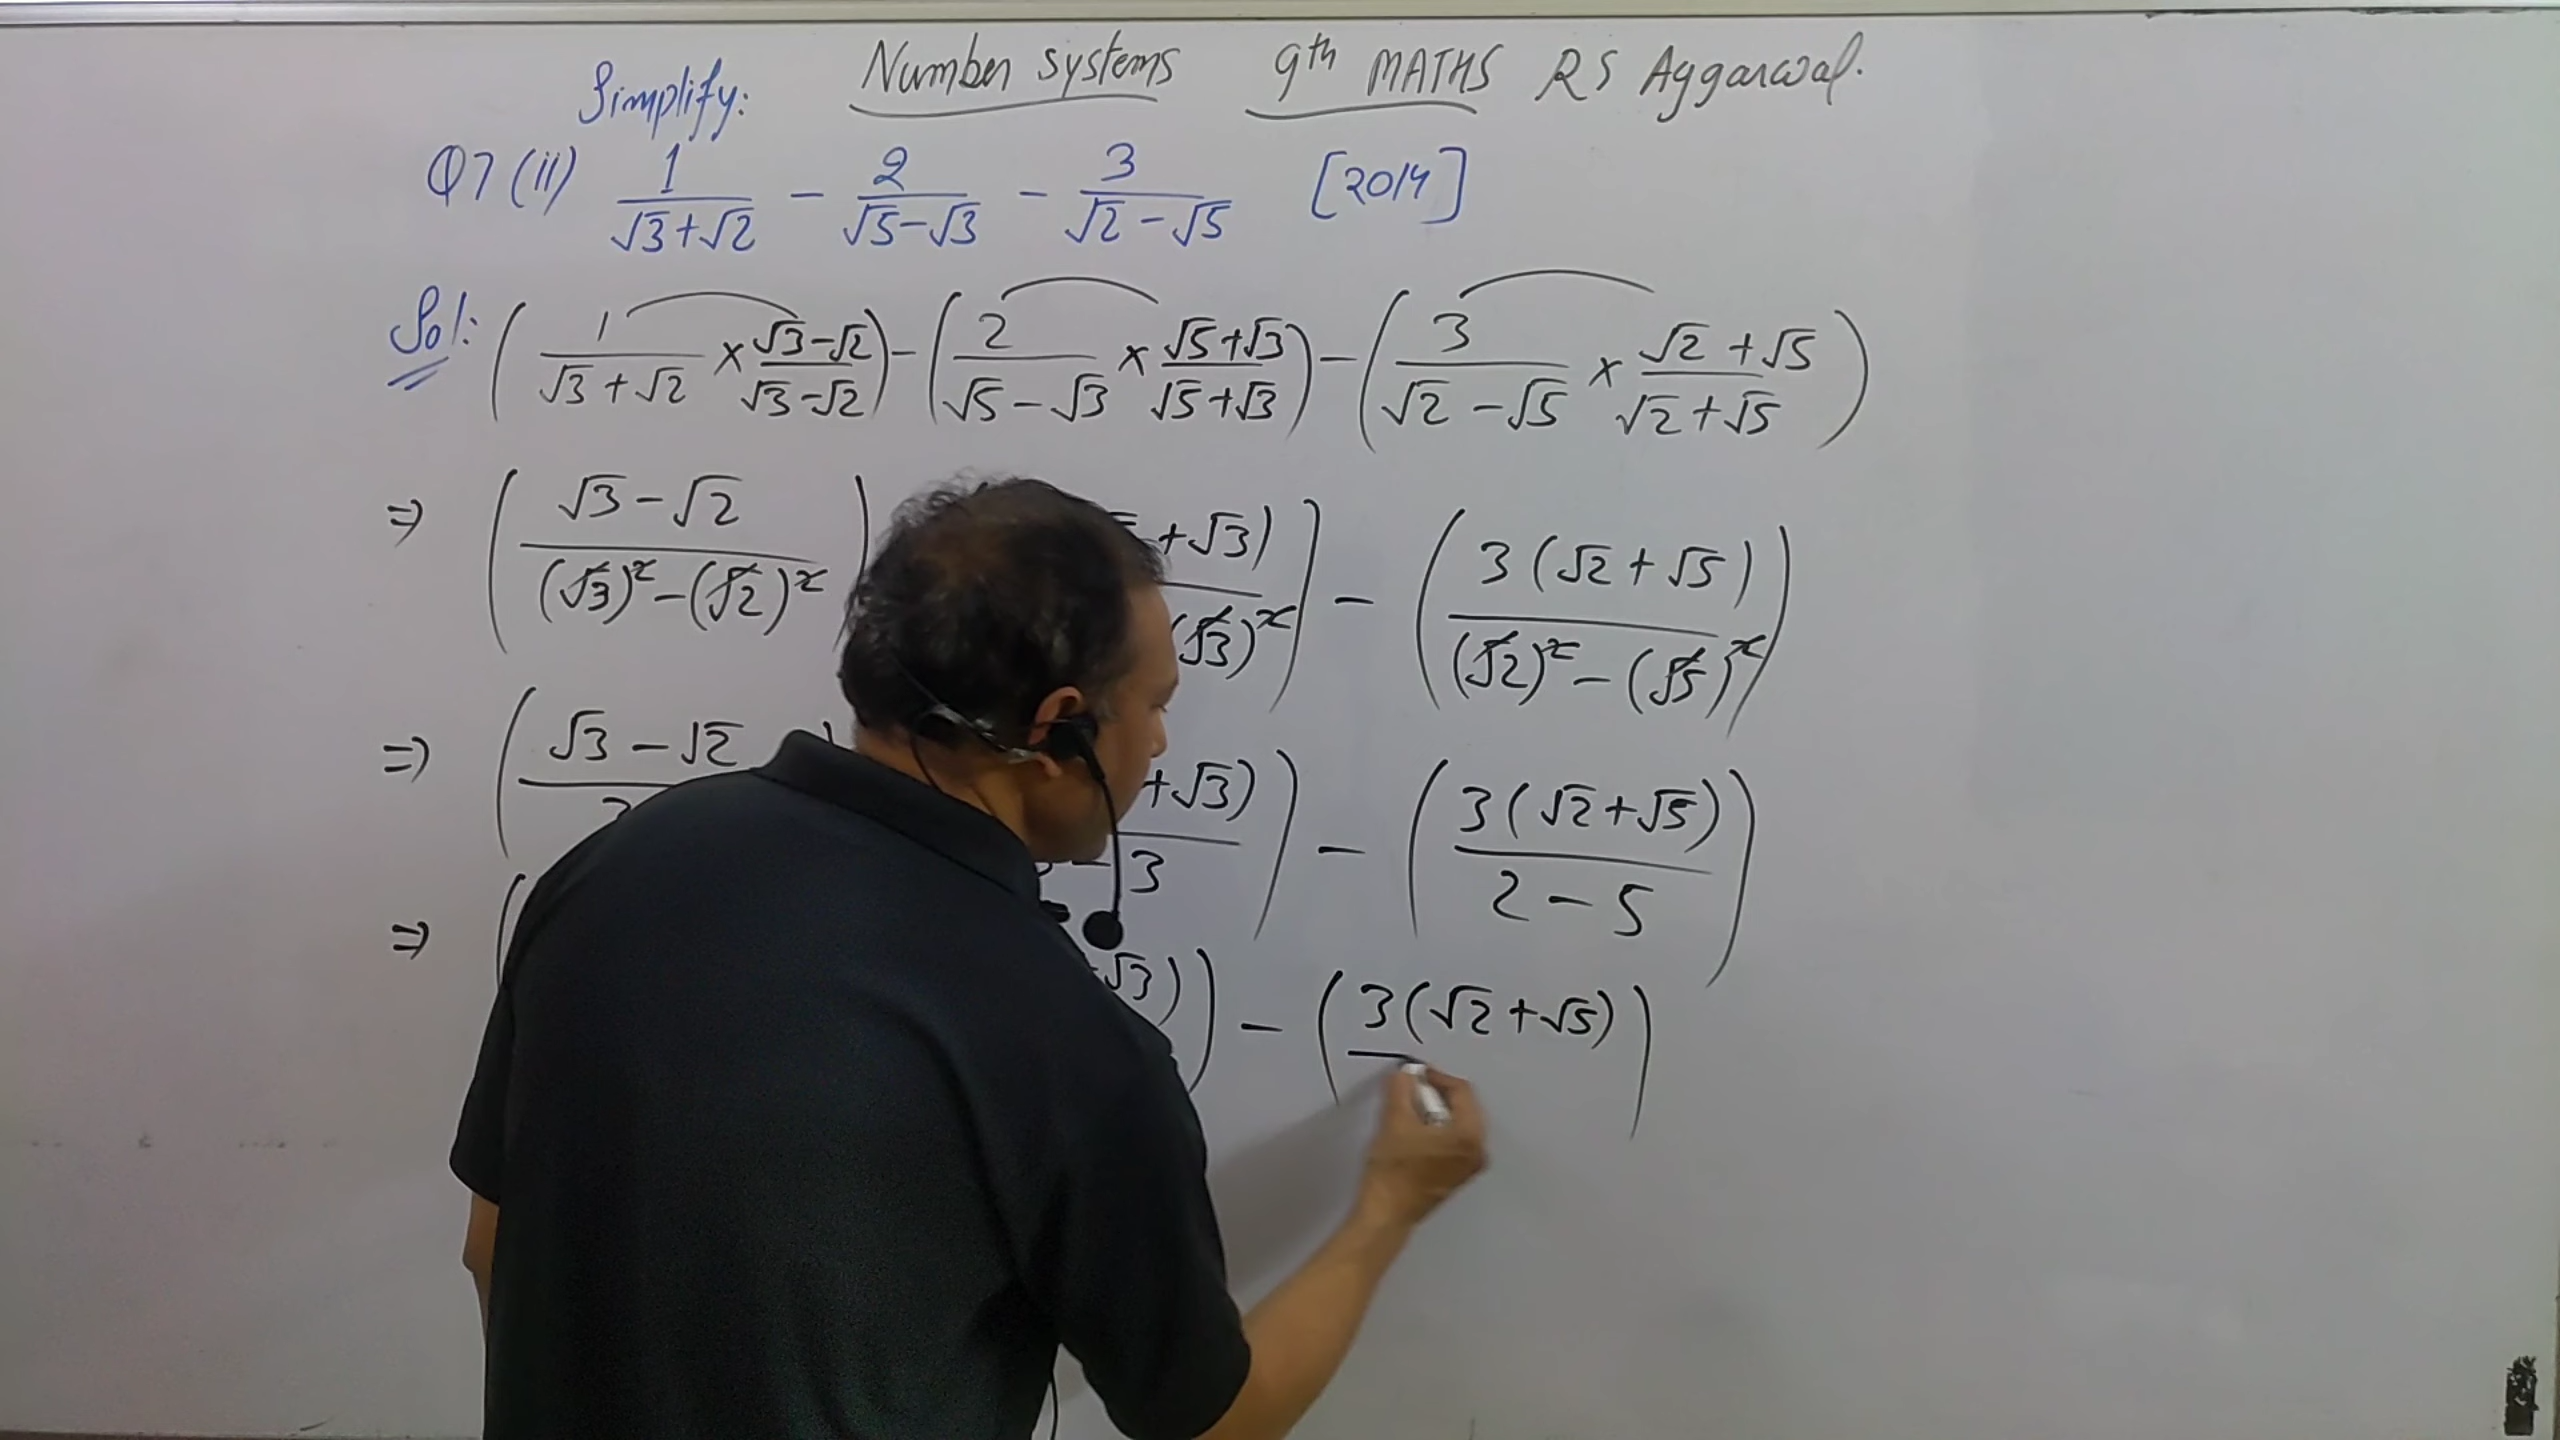 Number systems 9th MATHS RS Aggarwal.
Simplify:
Q7 (ii) 1/(√3+√2) - 2/(√5-√3) - 3/(√2-√5) [2014]
Sol: (1/(√3+√2) × (√3-√2)/(√3-√2)) - (2/(√5-√3) × (√5+√3)/(√5+√3)) - (3/(√2-√5) × (√2+√5)/(√2+√5))
⇒ ((√3-√2)/((√3)²-(√2)²)) +√3) (√3)²) - (3(√2+√5)/((√2)²-(√5)²))
⇒ (√3-√2 +√3) - 3) - (3(√2+√5)/(2-5))
⇒ ( √3)) - (3(√2+√5))